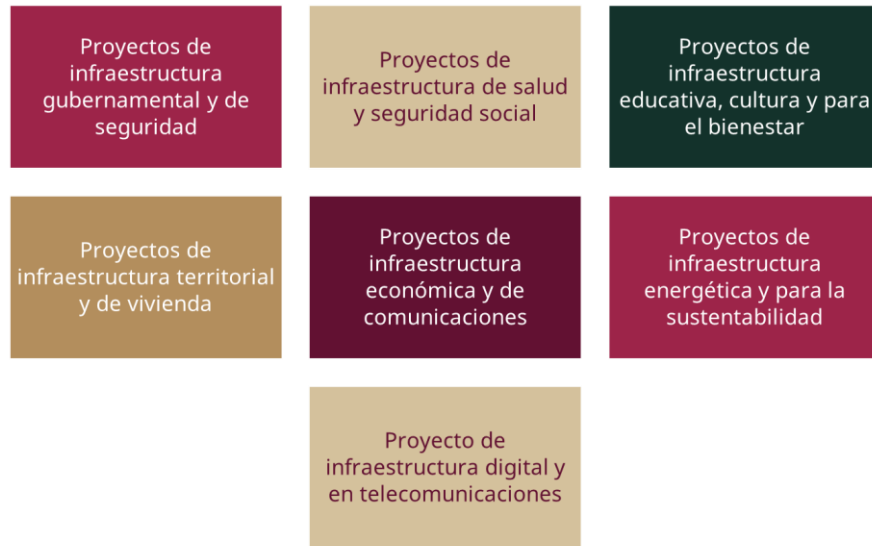 Proyectos de
infraestructura
gubernamental y de
seguridad
Proyectos de
infraestructura de salud
y seguridad social
Proyectos de
infraestructura
educativa, cultura y para
el bienestar
Proyectos de
infraestructura territorial
y de vivienda
Proyectos de
infraestructura
económica y de
comunicaciones
Proyectos de
infraestructura
energética y para la
sustentabilidad
Proyecto de
infraestructura digital y
en telecomunicaciones